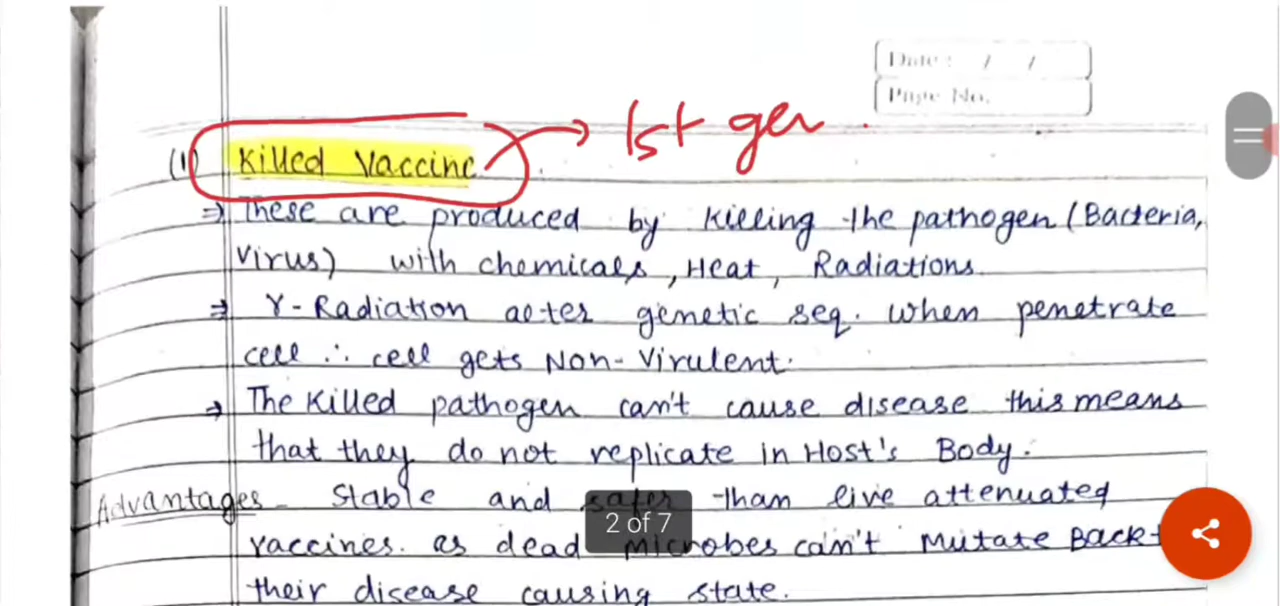 Date : / /
Page No.
1st gen.
(1) Killed Vaccine
⇒ These are produced by killing the pathogen (Bacteria,
Virus) with chemicals, Heat, Radiations
⇒ γ-Radiation alter genetic seq. when penetrate
cell ∴ cell gets Non-Virulent.
⇒ The Killed pathogen can't cause disease this means
that they do not replicate in Host's Body.
Advantages - Stable and safer than live attenuated
2 of 7
vaccines. as dead microbes can't Mutate Back
their disease causing state.